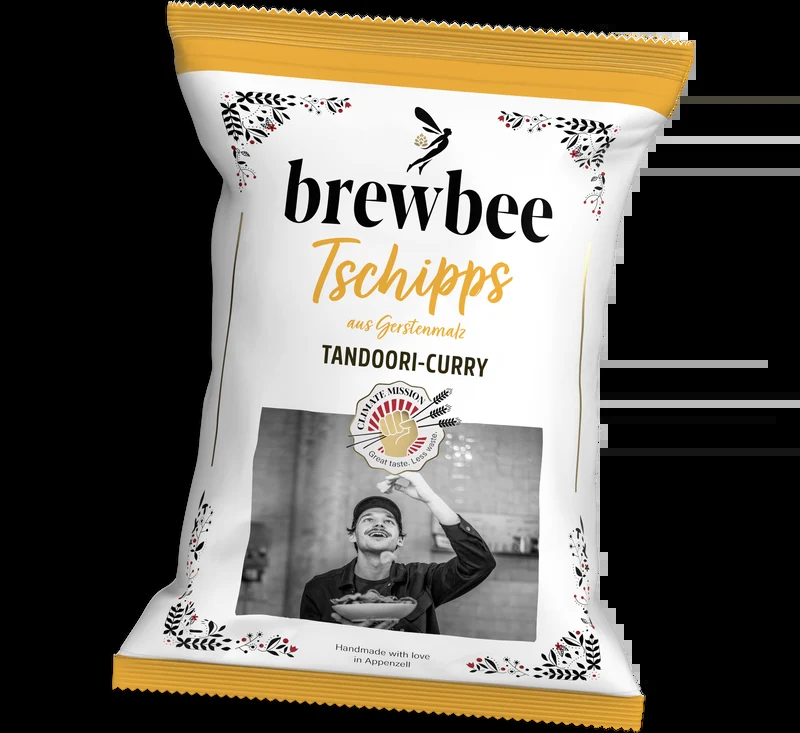 brewbee
Tschipps
aus Gerstenmalz
TANDOORI-CURRY
CLIMATE MISSION
Great taste. Less waste.
Handmade with love
in Appenzell